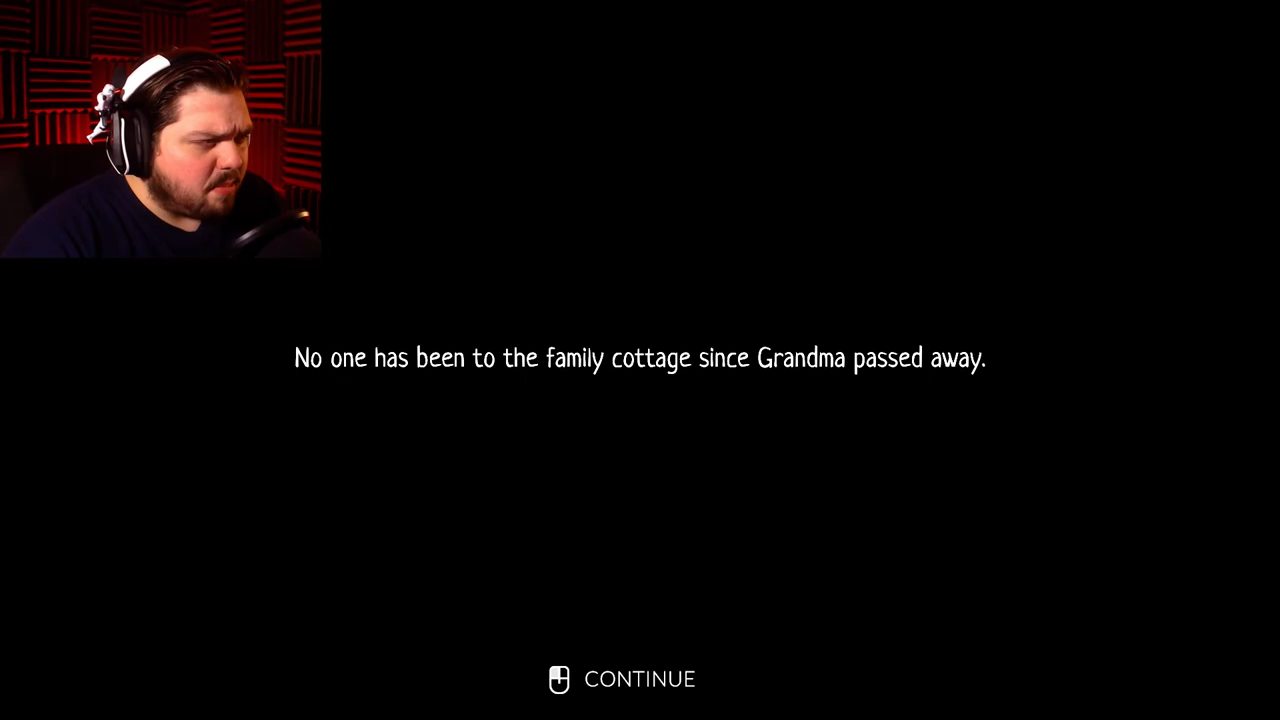 No one has been to the family cottage since Grandma passed away.
CONTINUE